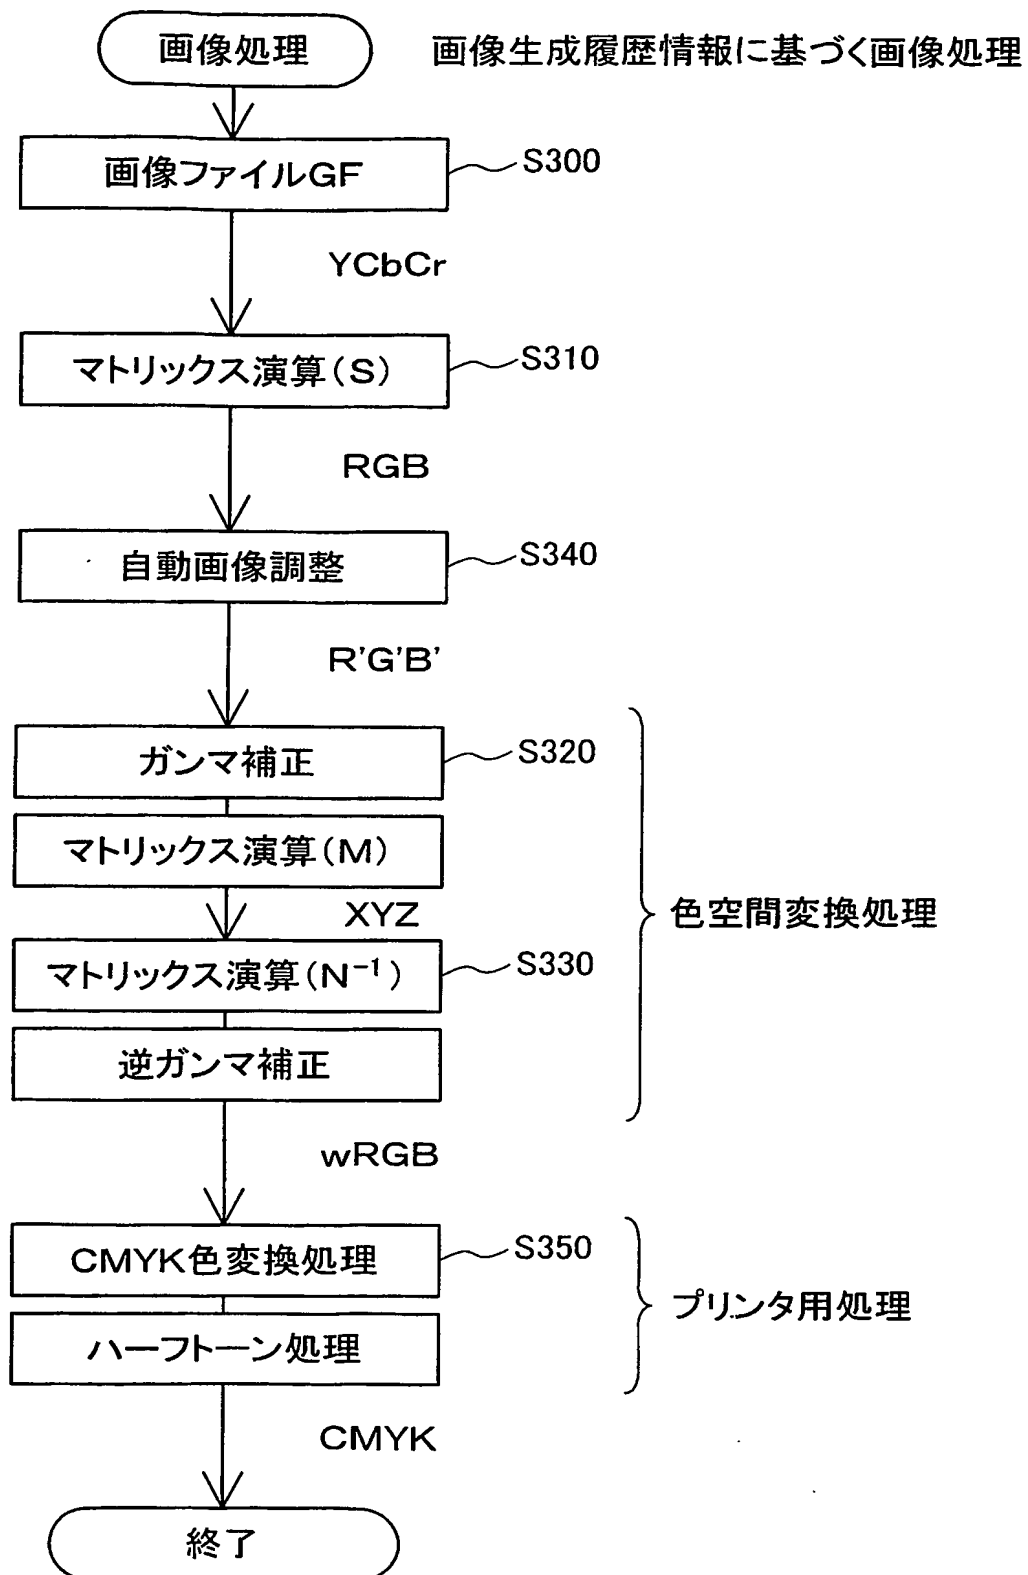 画像処理
画像生成履歴情報に基づく画像処理
画像ファイルGF
S300
YCbCr
マトリックス演算(S)
S310
RGB
自動画像調整
S340
R'G'B'
ガンマ補正
S320
マトリックス演算(M)
XYZ
色空間変換処理
マトリックス演算(N⁻¹)
S330
逆ガンマ補正
wRGB
CMYK色変換処理
S350
プリンタ用処理
ハーフトーン処理
CMYK
終了